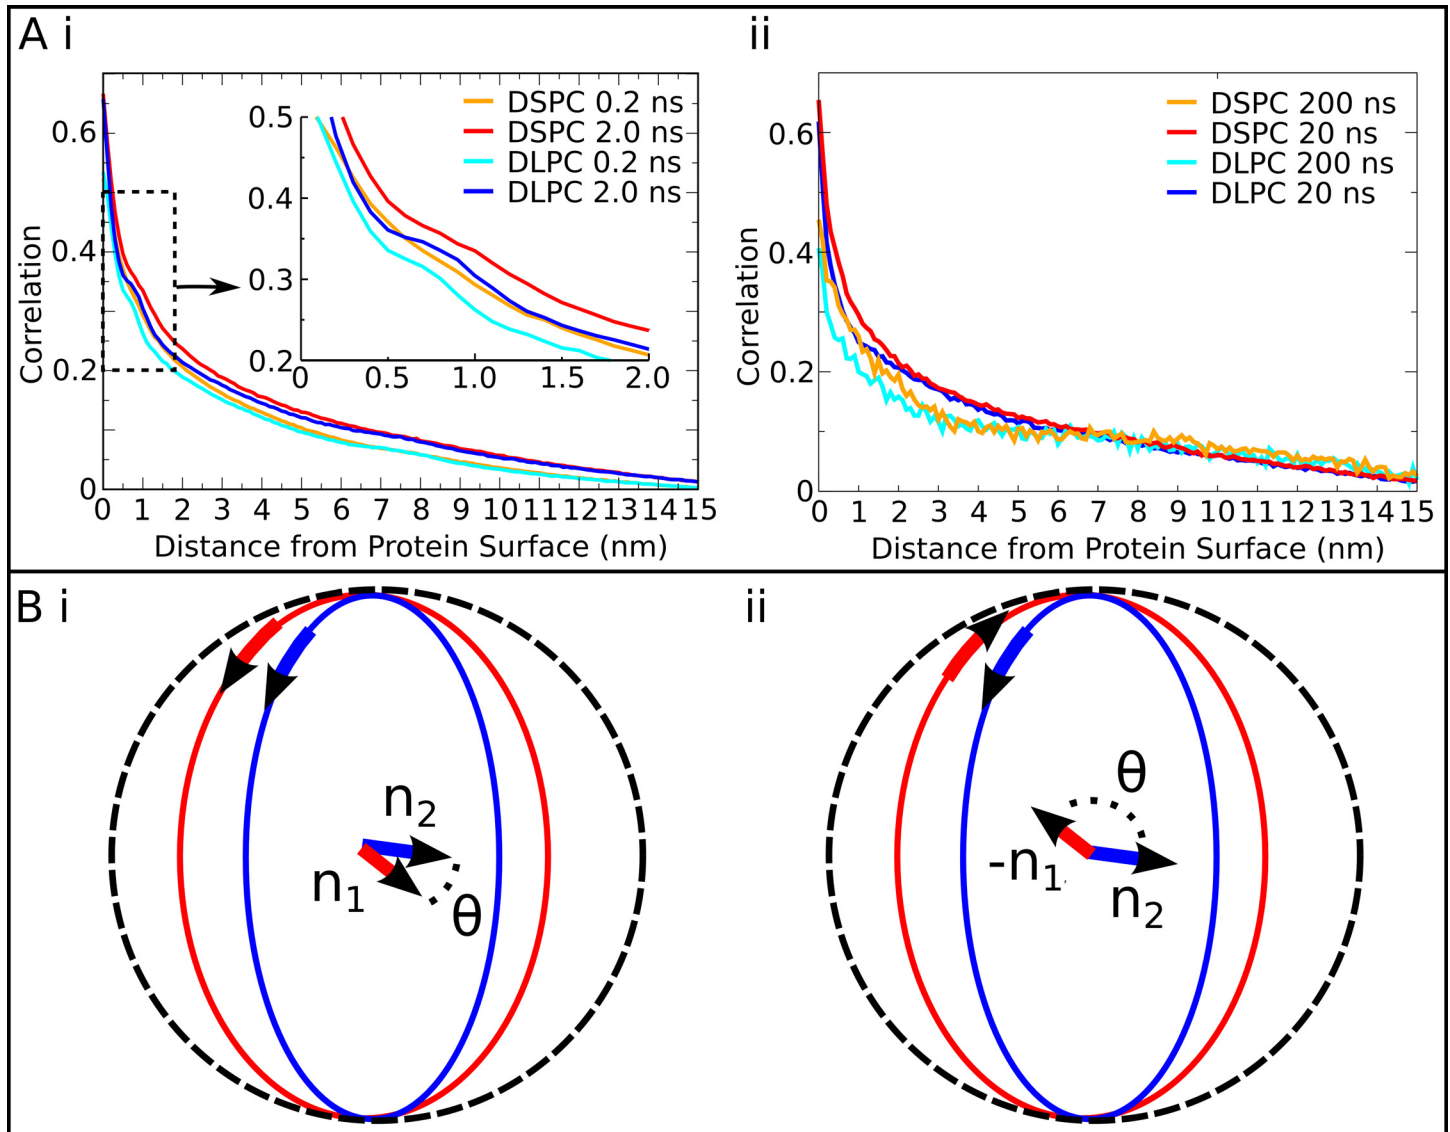 A i
ii
DSPC 0.2 ns
DSPC 2.0 ns
DLPC 0.2 ns
DLPC 2.0 ns
0.5
0.4
0.3
0.2
0 0.5 1.0 1.5 2.0
0.6
0.4
0.2
0
Correlation
0 1 2 3 4 5 6 7 8 9 10 11 12 13 14 15
Distance from Protein Surface (nm)
DSPC 200 ns
DSPC 20 ns
DLPC 200 ns
DLPC 20 ns
0.6
0.4
0.2
0
Correlation
0 1 2 3 4 5 6 7 8 9 10 11 12 13 14 15
Distance from Protein Surface (nm)
B i
n2
n1
θ
ii
θ
-n1
n2